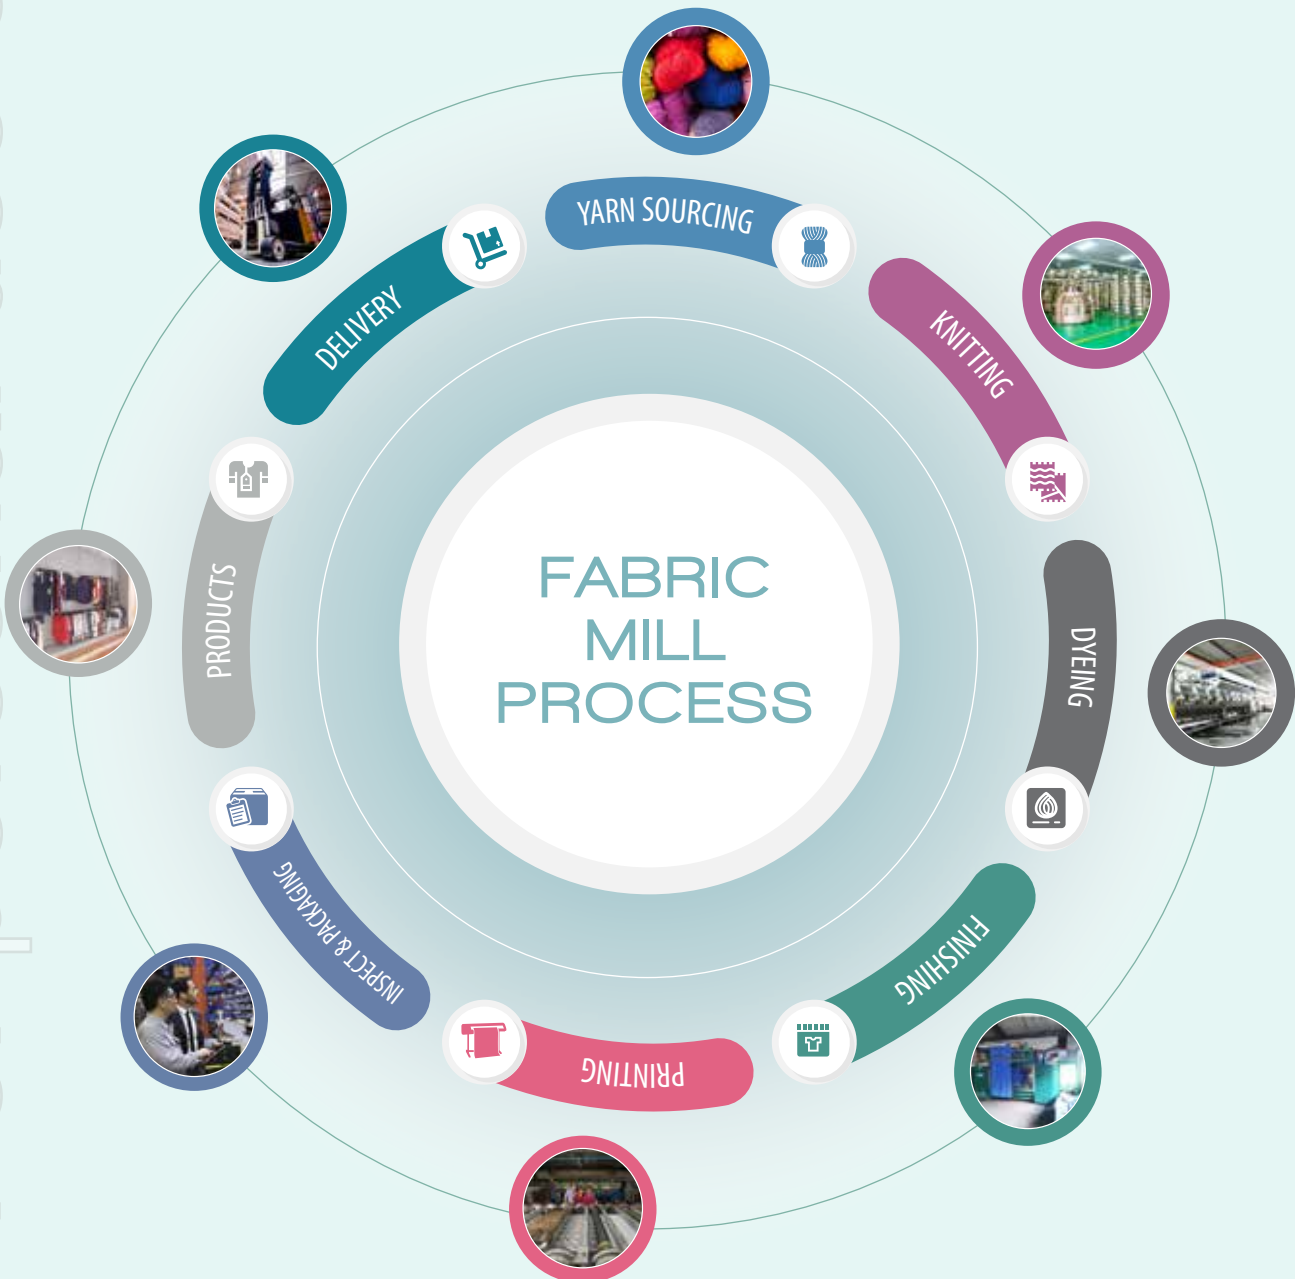 FABRIC
MILL
PROCESS
YARN SOURCING
KNITTING
DYEING
FINISHING
PRINTING
INSPECT & PACKAGING
PRODUCTS
DELIVERY